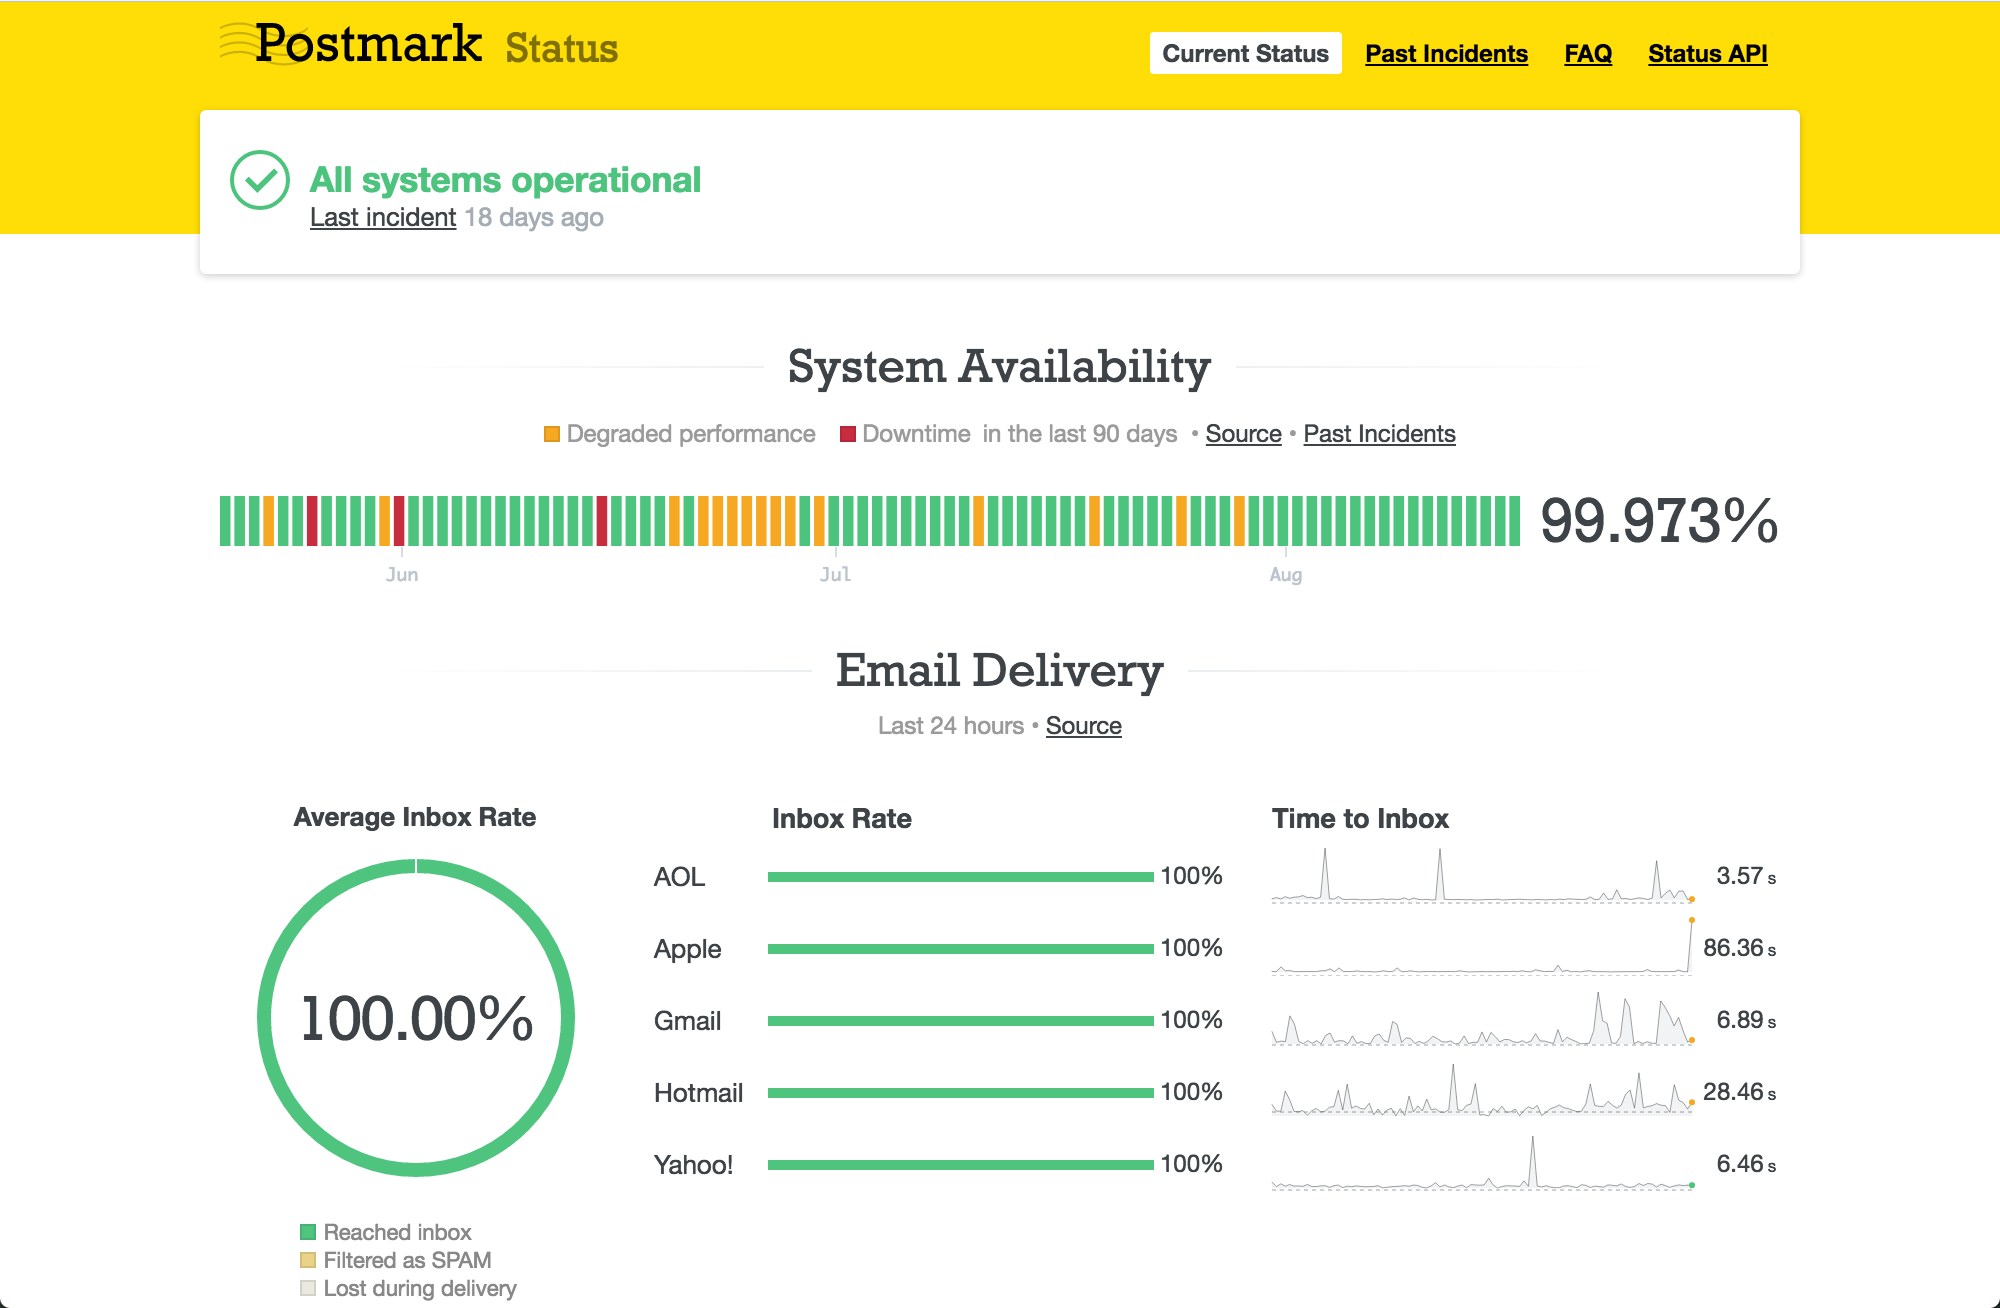 Postmark Status
Current Status Past Incidents FAQ Status API
All systems operational
Last incident 18 days ago
System Availability
Degraded performance Downtime in the last 90 days • Source • Past Incidents
99.973%
Jun Jul Aug
Email Delivery
Last 24 hours • Source
Average Inbox Rate
100.00%
Reached inbox
Filtered as SPAM
Lost during delivery
Inbox Rate Time to Inbox
AOL 100% 3.57 s
Apple 100% 86.36 s
Gmail 100% 6.89 s
Hotmail 100% 28.46 s
Yahoo! 100% 6.46 s